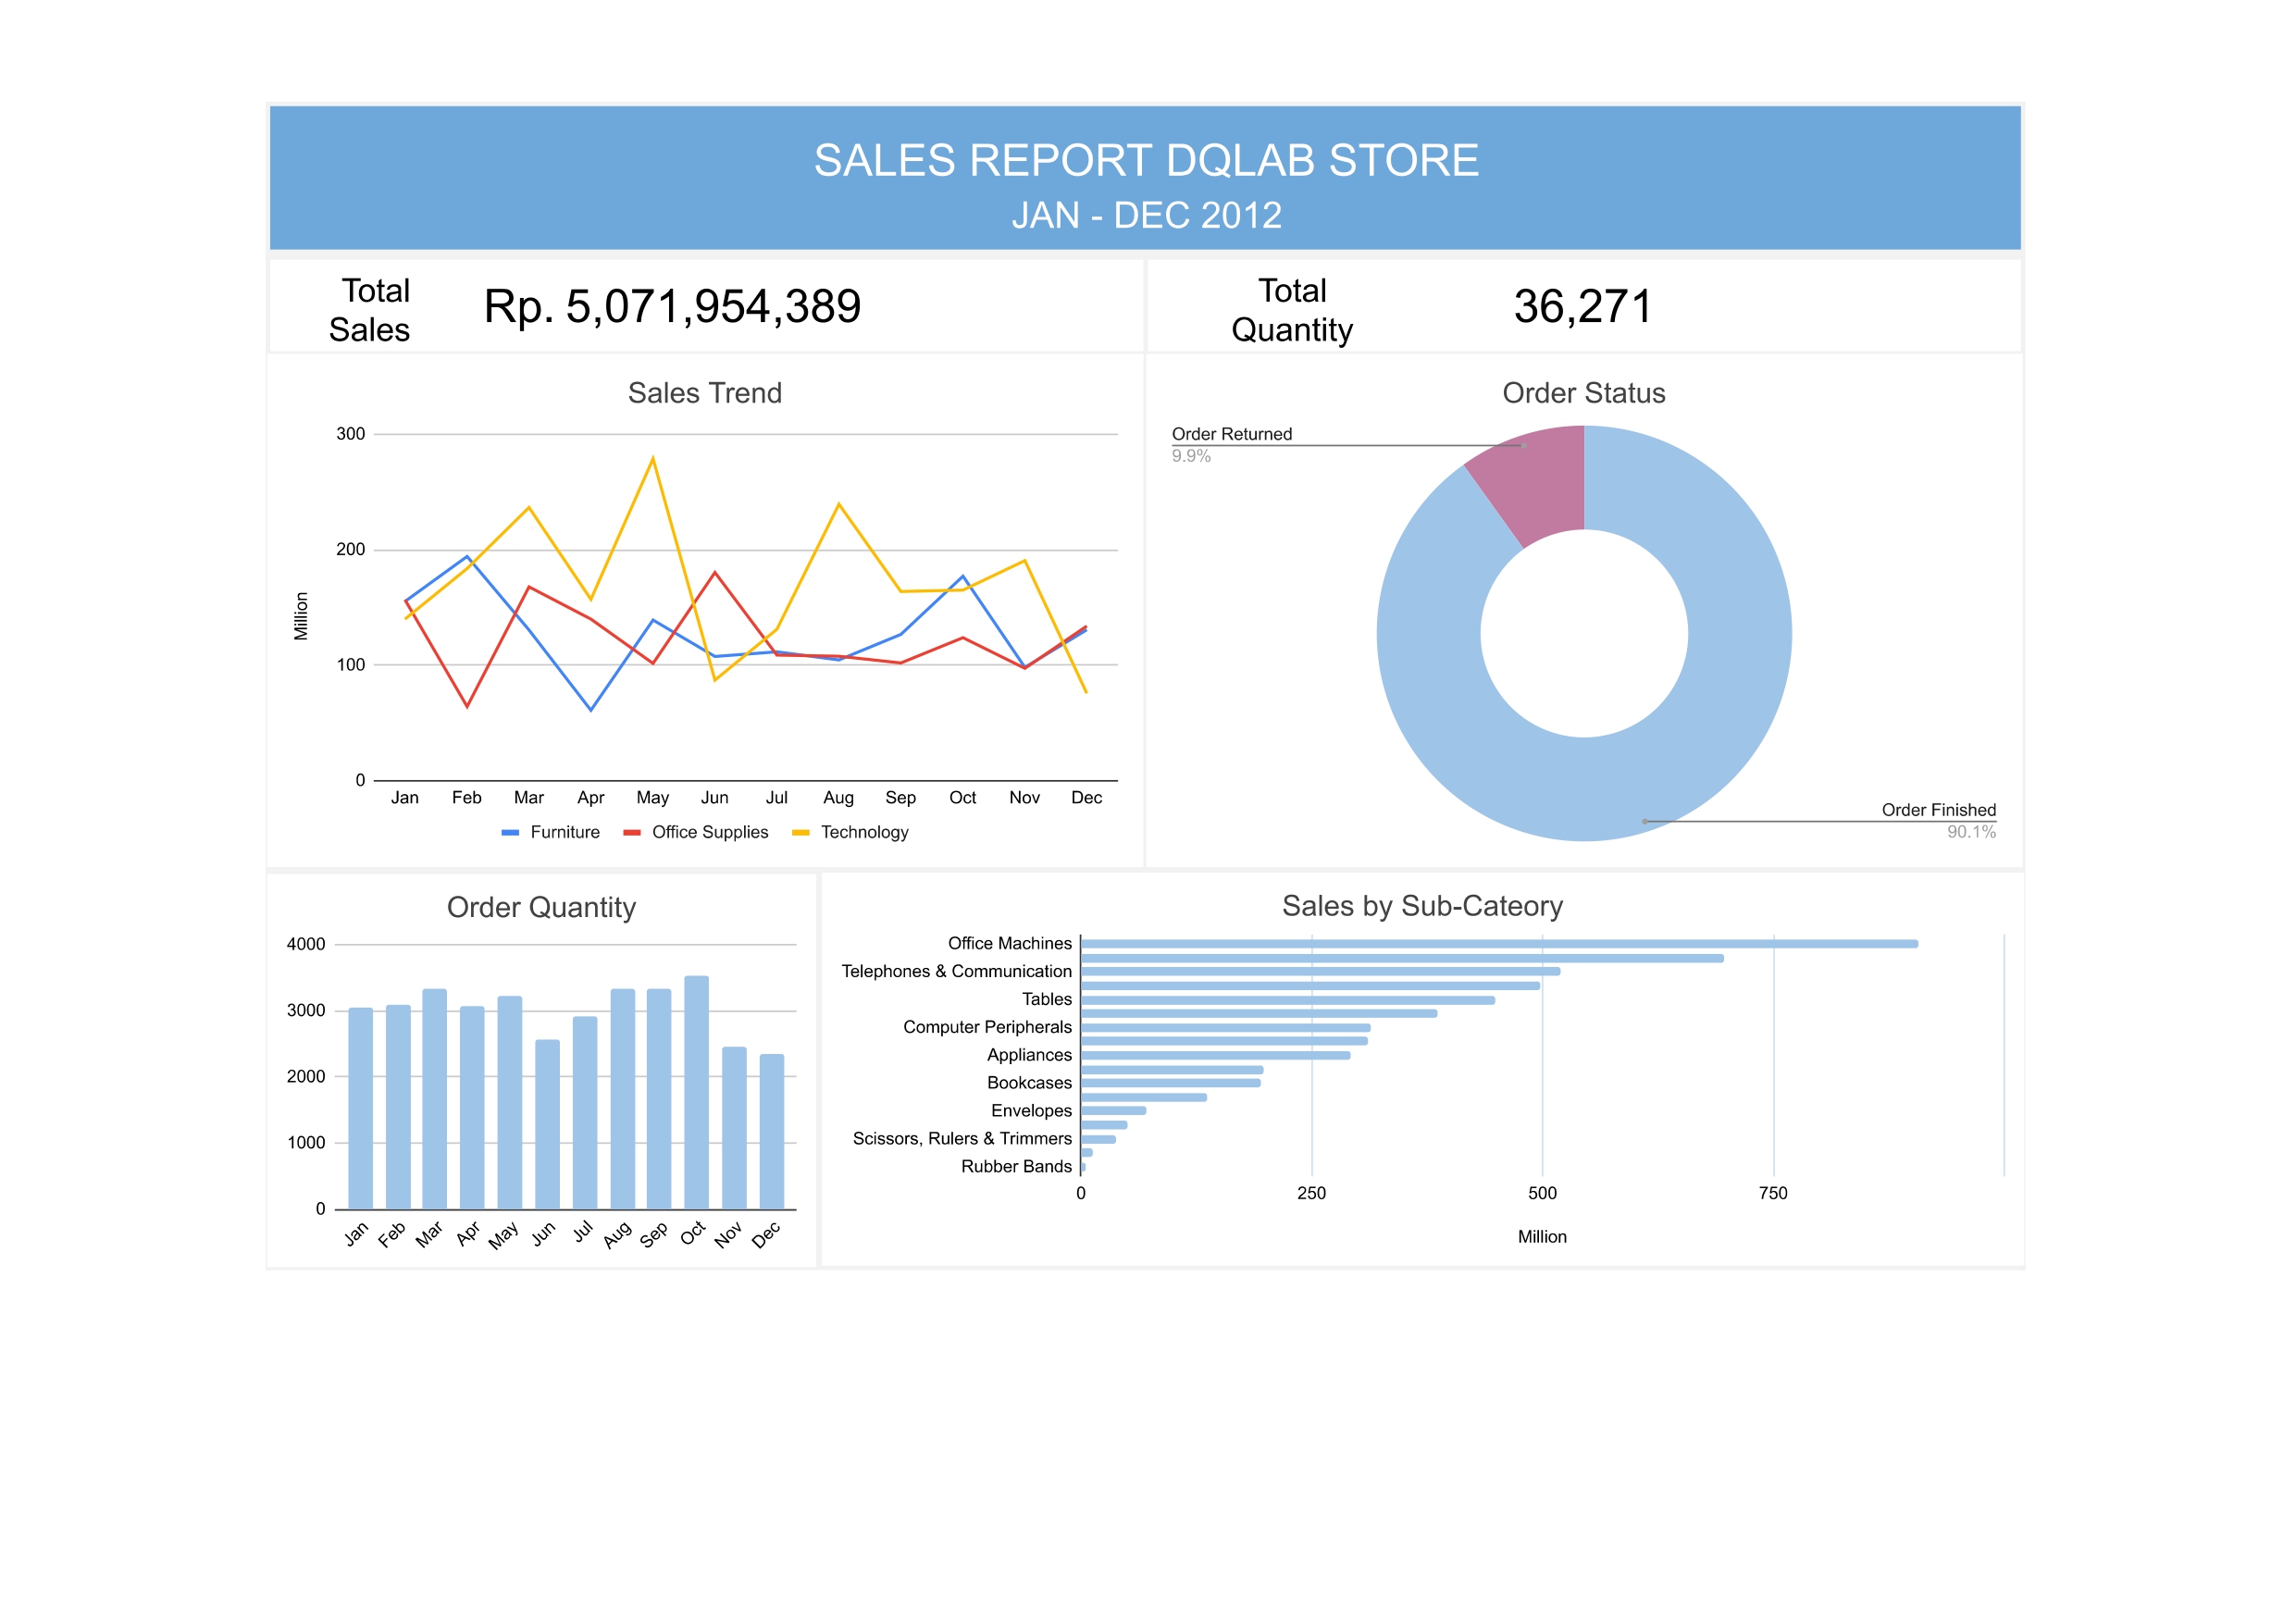 SALES REPORT DQLAB STORE
JAN - DEC 2012
Total
Sales
Rp. 5,071,954,389
Total
Quantity
36,271
Sales Trend
300
200
100
0
Million
Jan Feb Mar Apr May Jun Jul Aug Sep Oct Nov Dec
Furniture Office Supplies Technology
Order Status
Order Returned
9.9%
Order Finished
90.1%
Order Quantity
4000
3000
2000
1000
0
Jan Feb Mar Apr May Jun Jul Aug Sep Oct Nov Dec
Sales by Sub-Cateory
Office Machines
Telephones & Communication
Tables
Computer Peripherals
Appliances
Bookcases
Envelopes
Scissors, Rulers & Trimmers
Rubber Bands
0 250 500 750
Million